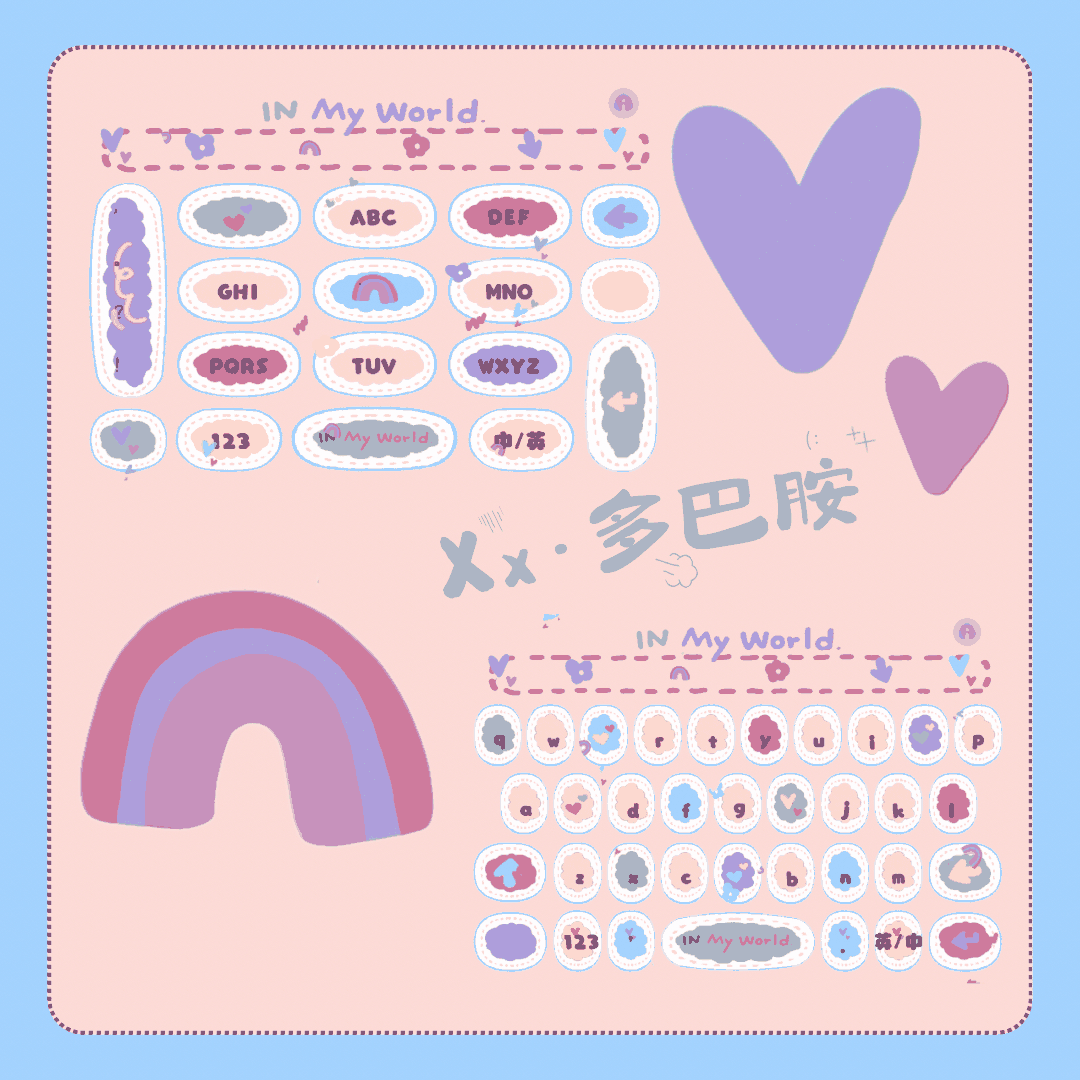 IN My World.
ABC DEF
GHI MNO
PQRS TUV WXYZ
123 IN My World 中/英
Xx·多巴胺
IN My World.
q w r t y u i p
a d f g j k l
z x c b n m
123 IN My World 英/中